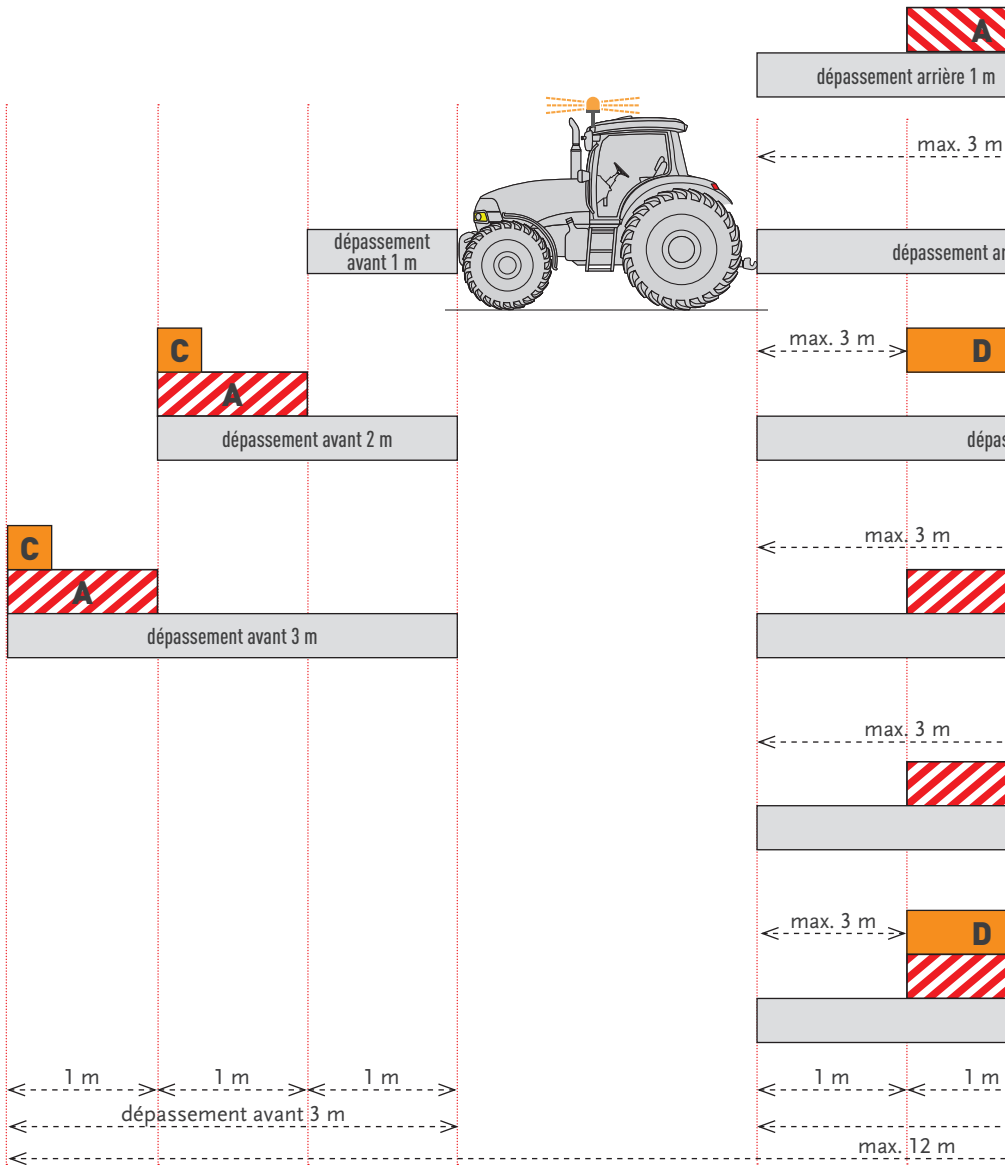 A
dépassement arrière 1 m
max. 3 m
dépassement
avant 1 m
dépassement ar
C
max. 3 m
D
A
dépassement avant 2 m
dépas
C
max. 3 m
A
dépassement avant 3 m
max. 3 m
max. 3 m
D
1 m
1 m
1 m
1 m
1 m
dépassement avant 3 m
max. 12 m